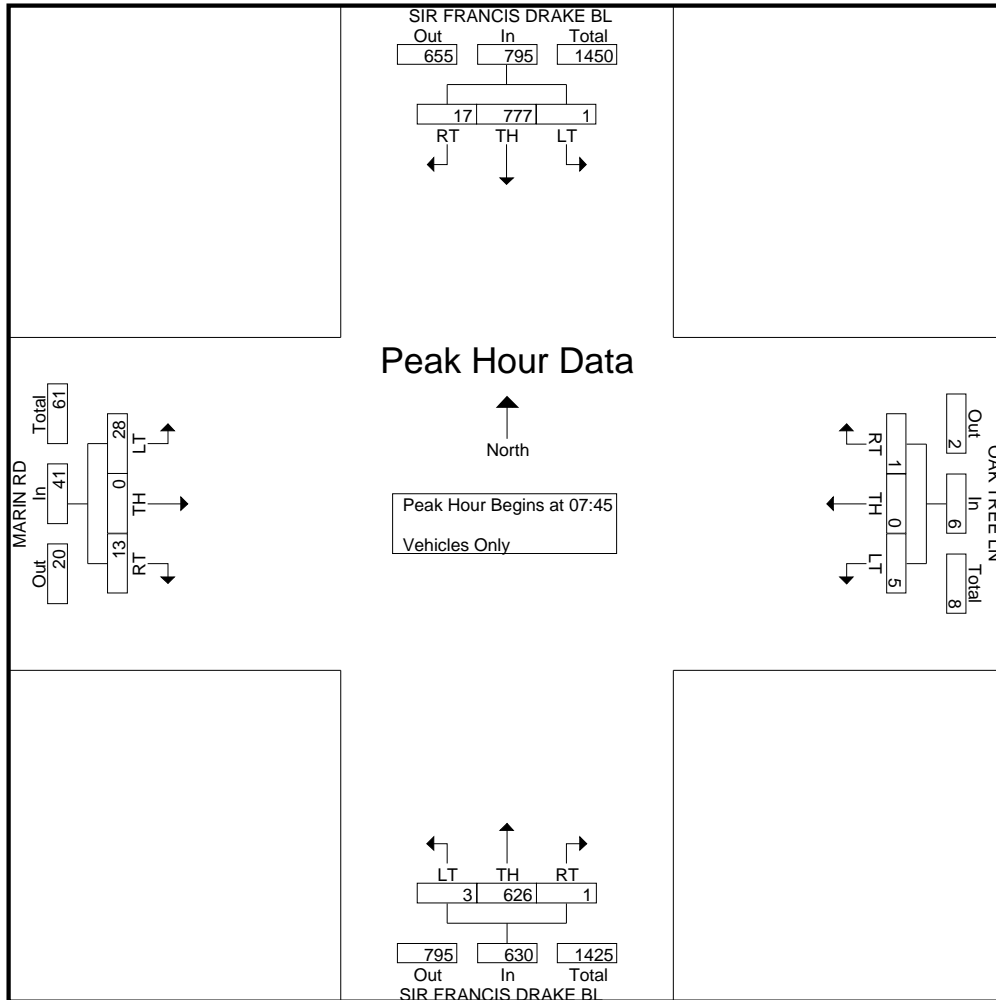 SIR FRANCIS DRAKE BL
Out In Total
655 795 1450
17 777 1
RT TH LT
Peak Hour Data
North
Peak Hour Begins at 07:45
Vehicles Only
MARIN RD
Total In Out
61 41 20
28 0 13
LT TH RT
OAK TREE LN
Out In Total
2 6 8
1 0 5
RT TH LT
LT TH RT
3 626 1
795 630 1425
Out In Total
SIR FRANCIS DRAKE BL